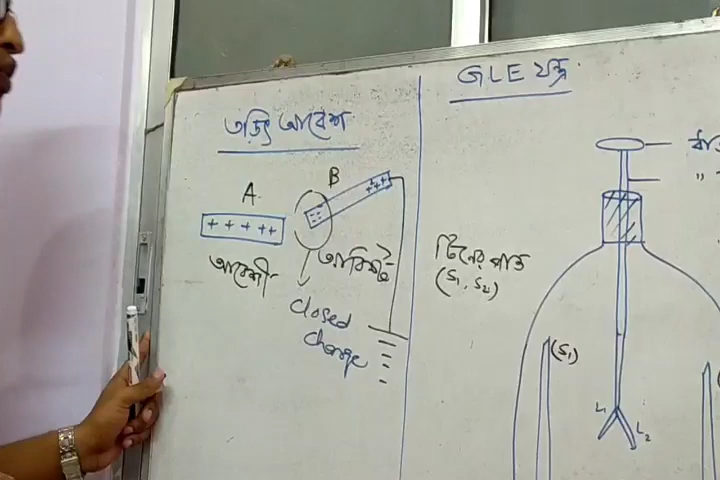 তড়িৎ আবেশ
A
+ + + + +
আবেশী
B
+ + +
আবিষ্ট
Closed
charge
GLE যন্ত্র
টিনের পাত
(S₁, S₂)
(S₁)
L₁
L₂